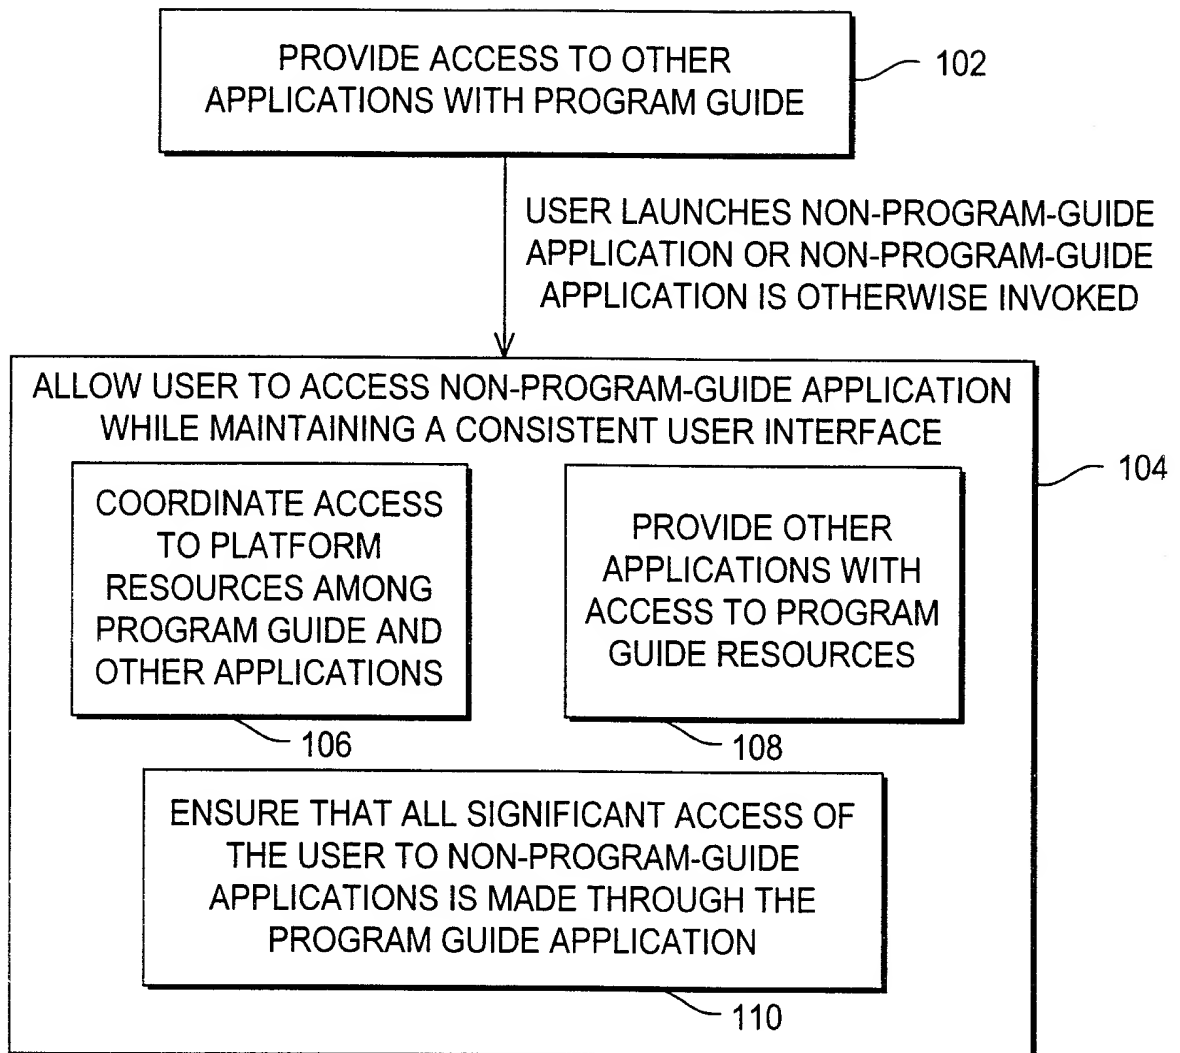 PROVIDE ACCESS TO OTHER
APPLICATIONS WITH PROGRAM GUIDE
102
USER LAUNCHES NON-PROGRAM-GUIDE
APPLICATION OR NON-PROGRAM-GUIDE
APPLICATION IS OTHERWISE INVOKED
ALLOW USER TO ACCESS NON-PROGRAM-GUIDE APPLICATION
WHILE MAINTAINING A CONSISTENT USER INTERFACE
104
COORDINATE ACCESS
TO PLATFORM
RESOURCES AMONG
PROGRAM GUIDE AND
OTHER APPLICATIONS
106
PROVIDE OTHER
APPLICATIONS WITH
ACCESS TO PROGRAM
GUIDE RESOURCES
108
ENSURE THAT ALL SIGNIFICANT ACCESS OF
THE USER TO NON-PROGRAM-GUIDE
APPLICATIONS IS MADE THROUGH THE
PROGRAM GUIDE APPLICATION
110